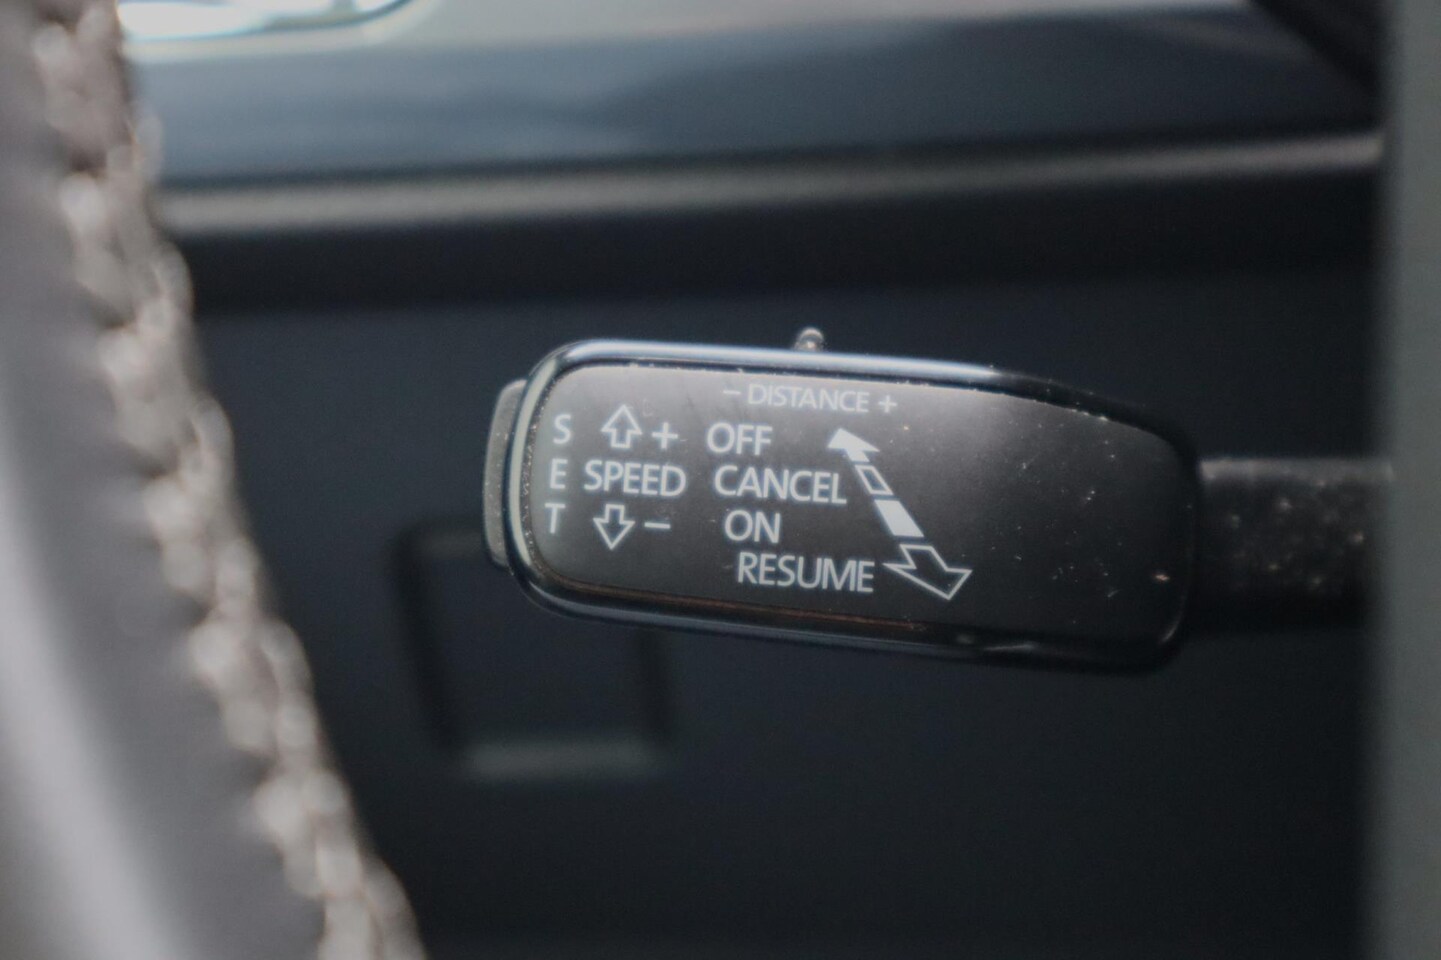 − DISTANCE +
S + OFF
E SPEED CANCEL
T − ON
RESUME